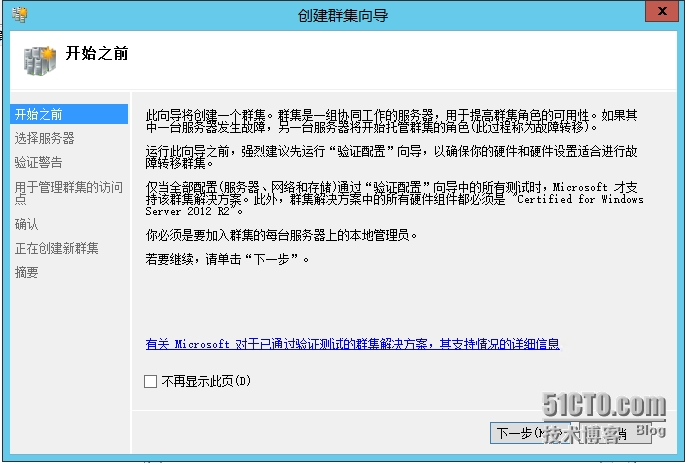 创建群集向导
开始之前
开始之前
选择服务器
验证警告
用于管理群集的访问
点
确认
正在创建新群集
摘要
此向导将创建一个群集。群集是一组协同工作的服务器，用于提高群集角色的可用性。如果其
中一台服务器发生故障，另一台服务器将开始托管群集的角色(此过程称为故障转移)。
运行此向导之前，强烈建议先运行“验证配置”向导，以确保你的硬件和硬件设置适合进行故
障转移群集。
仅当全部配置(服务器、网络和存储)通过“验证配置”向导中的所有测试时，Microsoft 才支
持该群集解决方案。此外，群集解决方案中的所有硬件组件都必须是 "Certified for Windows
Server 2012 R2"。
你必须是要加入群集的每台服务器上的本地管理员。
若要继续，请单击“下一步”。
有关 Microsoft 对于已通过验证测试的群集解决方案，其支持情况的详细信息
不再显示此页(D)
下一步(N)
消
51CTO.com
技术博客 Blog